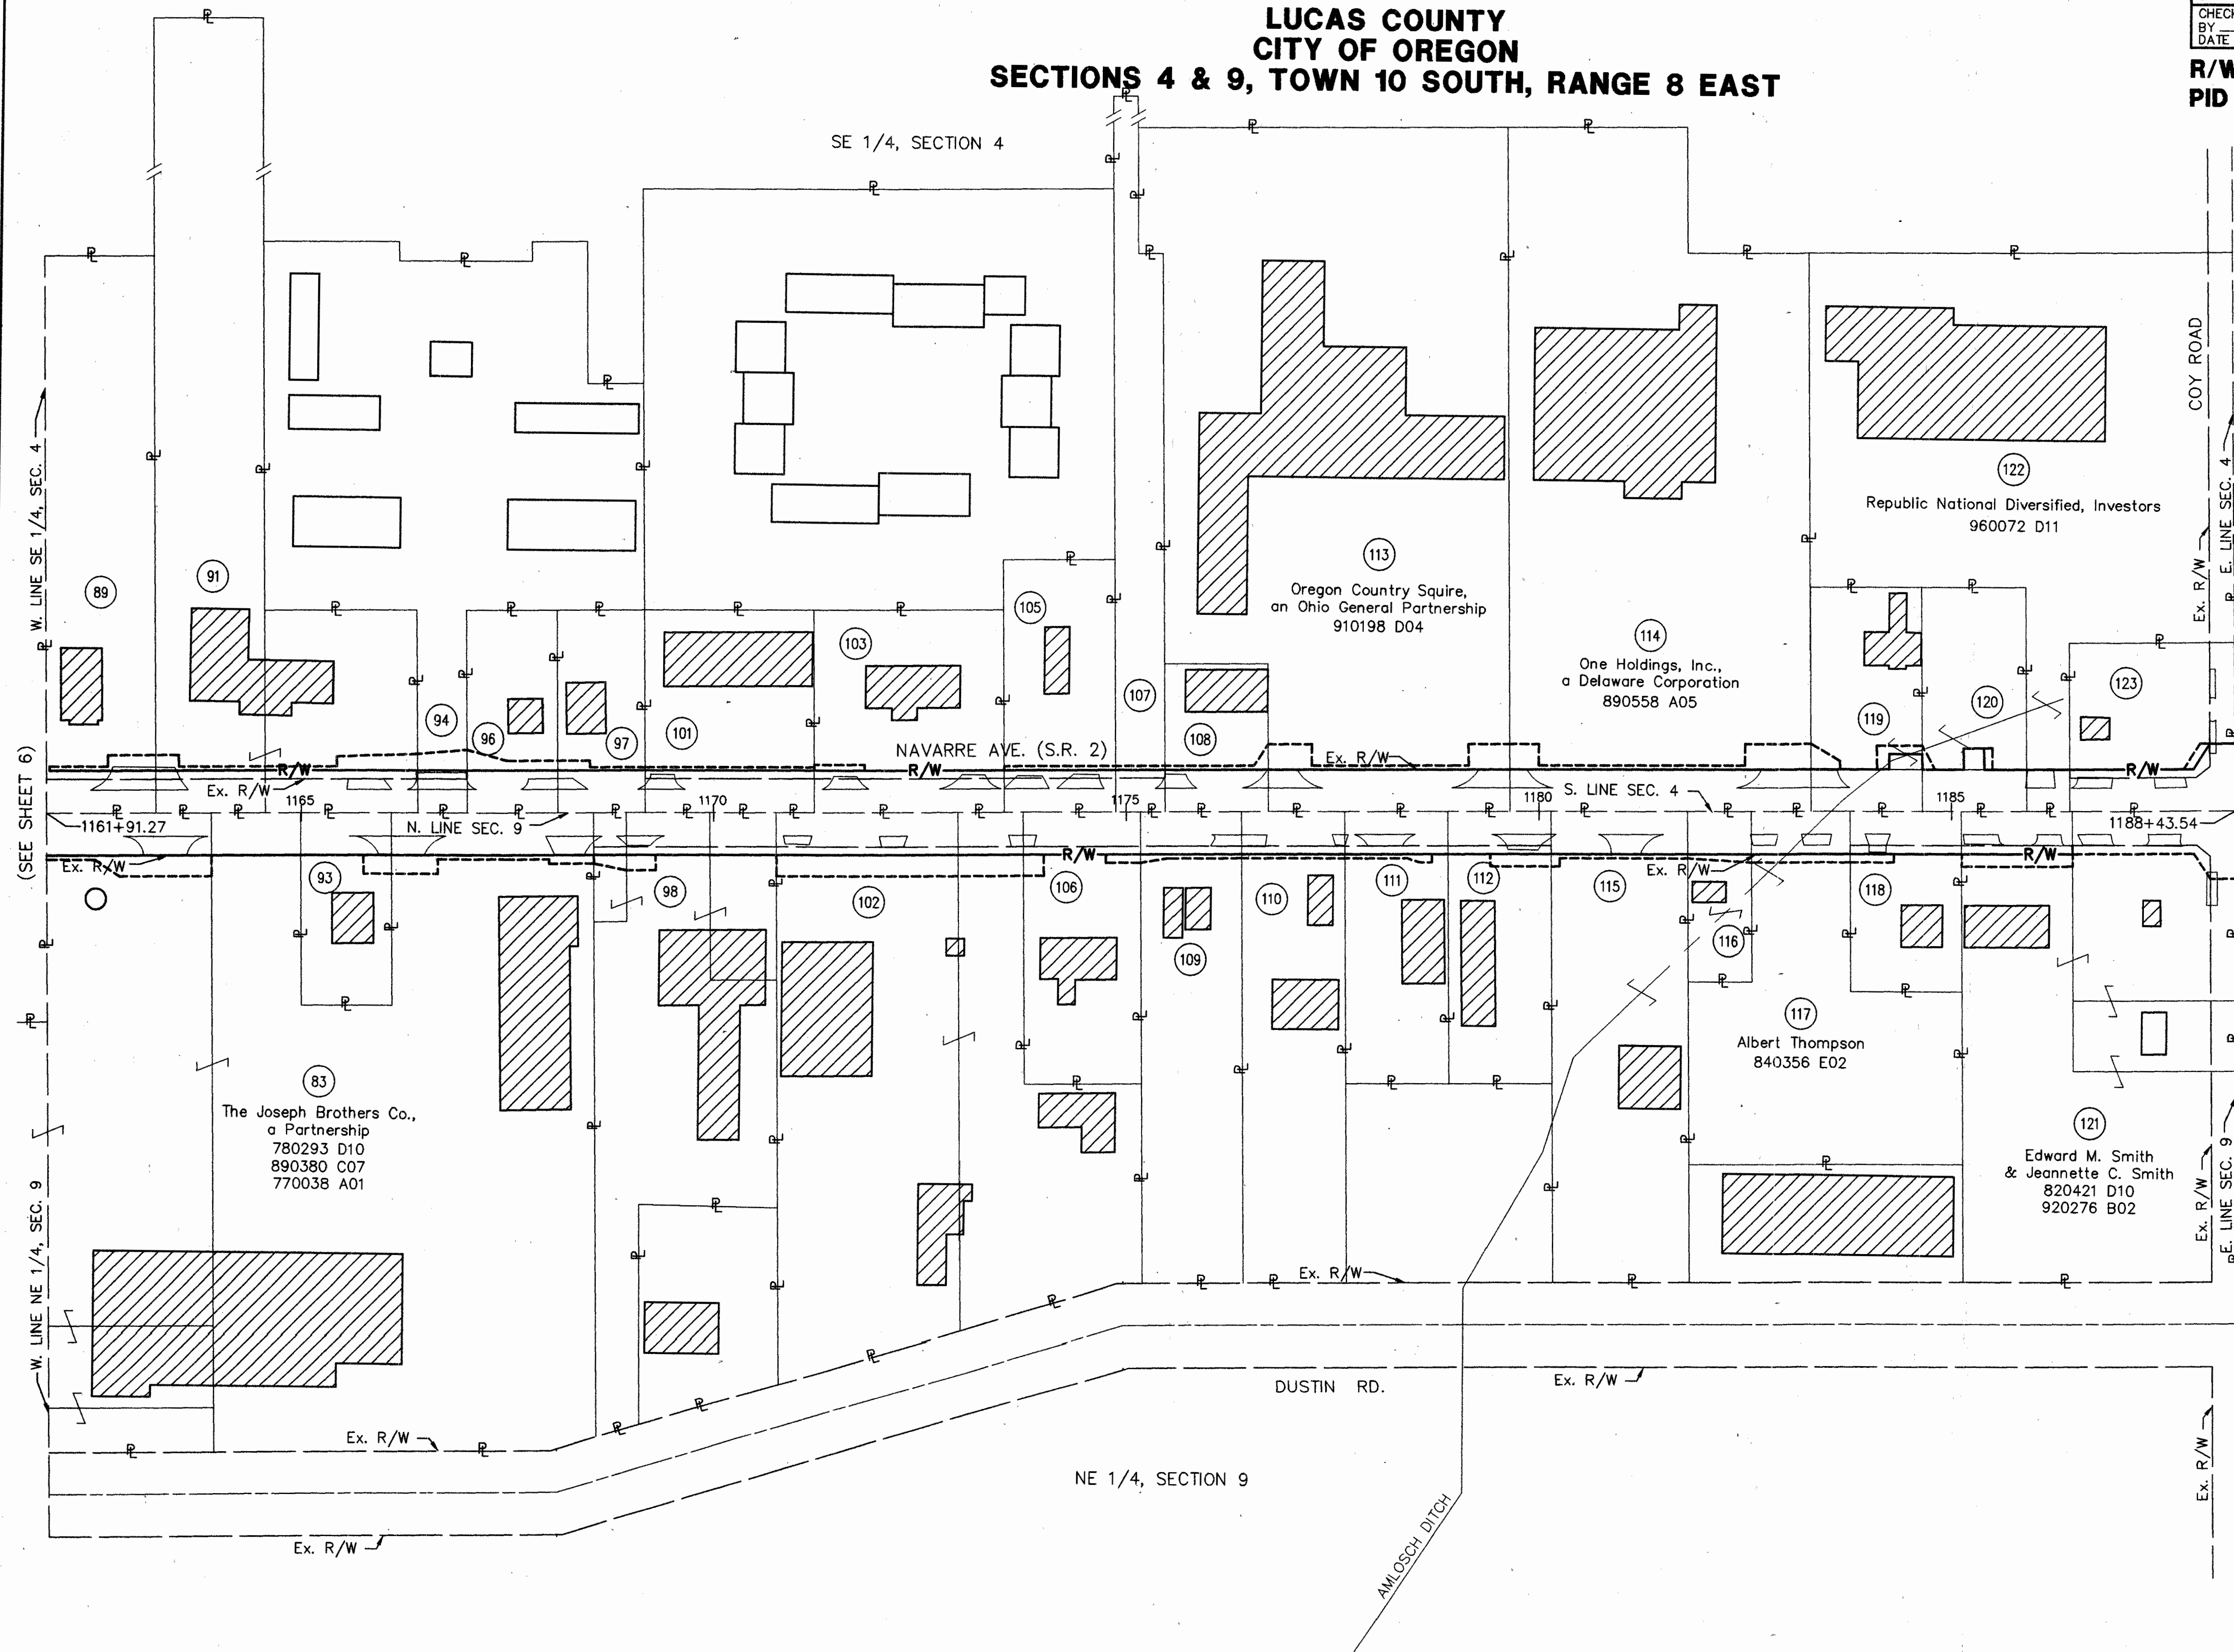 LUCAS COUNTY
CITY OF OREGON
SECTIONS 4 & 9, TOWN 10 SOUTH, RANGE 8 EAST
BY
DATE
R/W
PID
SE 1/4, SECTION 4
COY ROAD
W. LINE SE 1/4, SEC. 4
E. LINE SEC. 4
Ex. R/W
122
Republic National Diversified, Investors
960072 D11
113
Oregon Country Squire,
an Ohio General Partnership
910198 D04
114
One Holdings, Inc.,
a Delaware Corporation
890558 A05
89
91
94
96
97
101
103
105
107
108
119
120
123
NAVARRE AVE. (S.R. 2)
R/W
R/W
R/W
Ex. R/W
Ex. R/W
1165
1170
1175
1180
1185
S. LINE SEC. 4
N. LINE SEC. 9
(SEE SHEET 6)
1161+91.27
1188+43.54
Ex. R/W
R/W
R/W
Ex. R/W
93
98
102
106
109
110
111
112
115
116
118
83
The Joseph Brothers Co.,
a Partnership
780293 D10
890380 C07
770038 A01
117
Albert Thompson
840356 E02
121
Edward M. Smith
& Jeannette C. Smith
820421 D10
920276 B02
W. LINE NE 1/4, SEC. 9
E. LINE SEC. 9
Ex. R/W
Ex. R/W
Ex. R/W
DUSTIN RD.
Ex. R/W
Ex. R/W
Ex. R/W
NE 1/4, SECTION 9
AMLOSCH DITCH